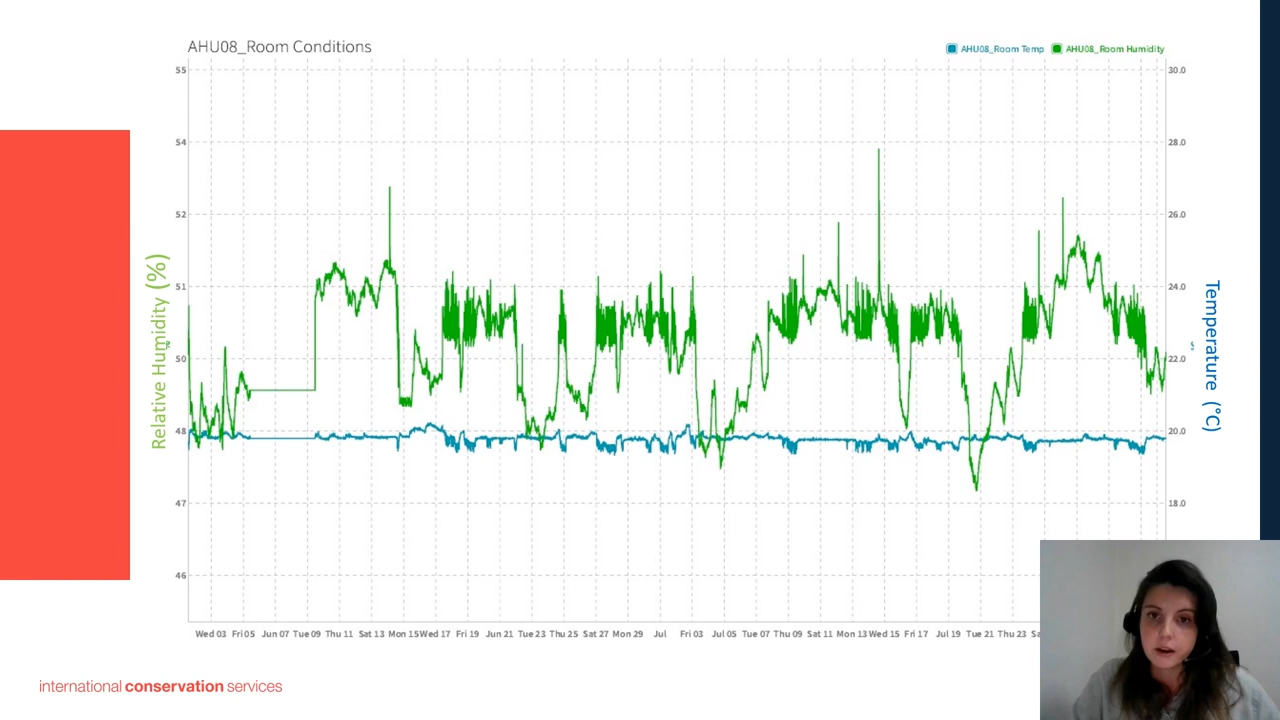 AHU08_Room Conditions
AHU08_Room Temp AHU08_Room Humidity
55
54
52
51
50
48
47
46
30.0
28.0
26.0
24.0
22.0
20.0
18.0
Relative Humidity (%)
Temperature (°C)
Wed 03 Fri 05 Jun 07 Tue 09 Thu 11 Sat 13 Mon 15 Wed 17 Fri 19 Jun 21 Tue 23 Thu 25 Sat 27 Mon 29 Jul Fri 03 Jul 05 Tue 07 Thu 09 Sat 11 Mon 13 Wed 15 Fri 17 Jul 19 Tue 21 Thu 23
international conservation services